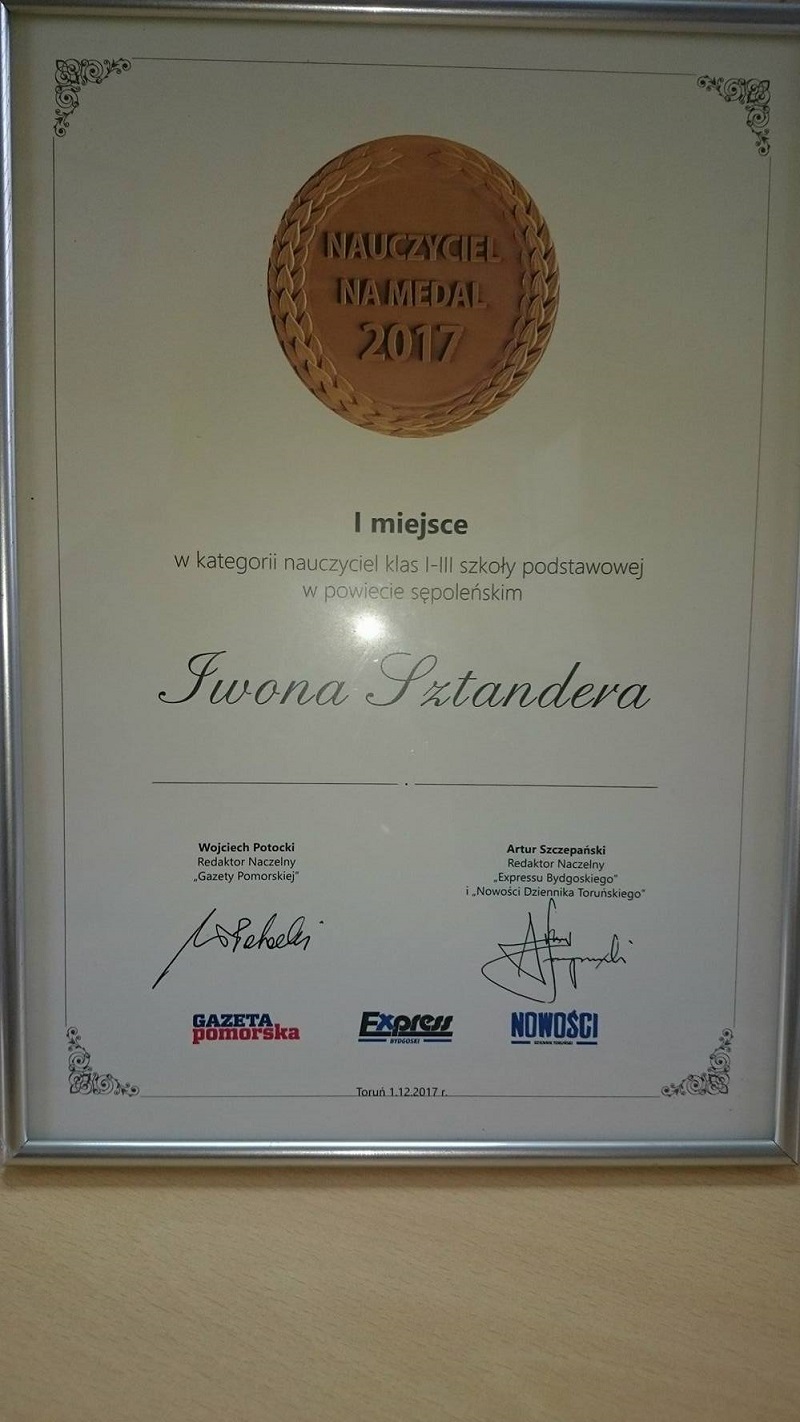 NAUCZYCIEL
NA MEDAL
2017
I miejsce
w kategorii nauczyciel klas I-III szkoły podstawowej
w powiecie sępoleńskim
Iwona Sztandera
Wojciech Potocki
Redaktor Naczelny
„Gazety Pomorskiej”
Artur Szczepański
Redaktor Naczelny
„Expressu Bydgoskiego”
i „Nowości Dziennika Toruńskiego”
GAZETA
pomorska
Express
BYDGOSKI
NOWOŚCI
DZIENNIK TORUŃSKI
Toruń 1.12.2017 r.